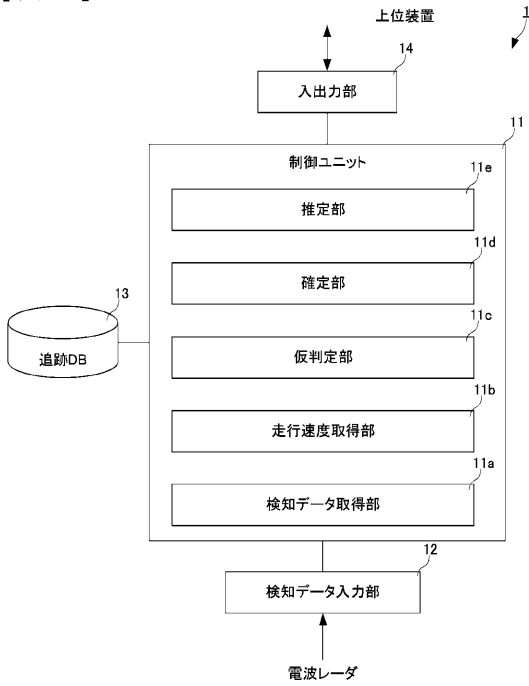 上位装置
1
14
入出力部
11
制御ユニット
11e
推定部
11d
確定部
13
追跡DB
11c
仮判定部
11b
走行速度取得部
11a
検知データ取得部
12
検知データ入力部
電波レーダ